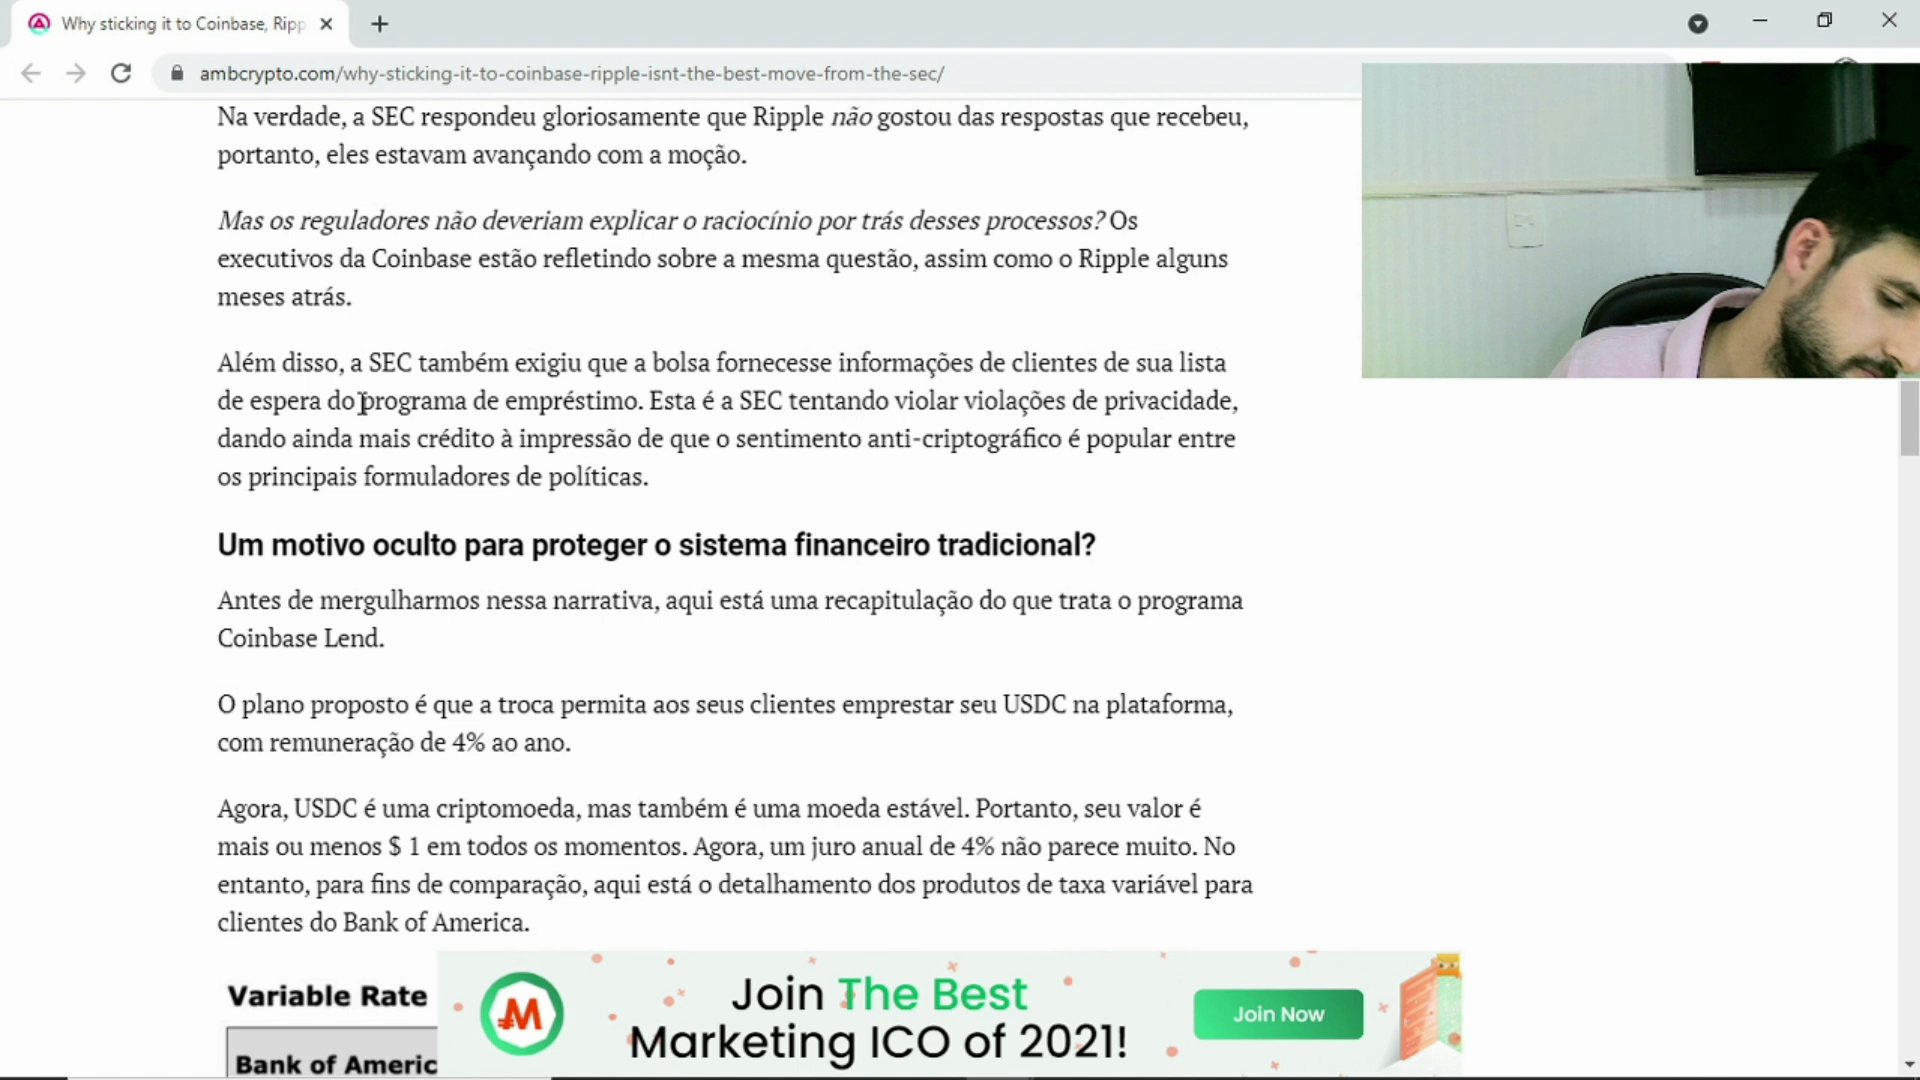 Why sticking it to Coinbase, Ripp
ambcrypto.com/why-sticking-it-to-coinbase-ripple-isnt-the-best-move-from-the-sec/
Na verdade, a SEC respondeu gloriosamente que Ripple não gostou das respostas que recebeu,
portanto, eles estavam avançando com a moção.
Mas os reguladores não deveriam explicar o raciocínio por trás desses processos? Os
executivos da Coinbase estão refletindo sobre a mesma questão, assim como o Ripple alguns
meses atrás.
Além disso, a SEC também exigiu que a bolsa fornecesse informações de clientes de sua lista
de espera do programa de empréstimo. Esta é a SEC tentando violar violações de privacidade,
dando ainda mais crédito à impressão de que o sentimento anti-criptográfico é popular entre
os principais formuladores de políticas.
Um motivo oculto para proteger o sistema financeiro tradicional?
Antes de mergulharmos nessa narrativa, aqui está uma recapitulação do que trata o programa
Coinbase Lend.
O plano proposto é que a troca permita aos seus clientes emprestar seu USDC na plataforma,
com remuneração de 4% ao ano.
Agora, USDC é uma criptomoeda, mas também é uma moeda estável. Portanto, seu valor é
mais ou menos $ 1 em todos os momentos. Agora, um juro anual de 4% não parece muito. No
entanto, para fins de comparação, aqui está o detalhamento dos produtos de taxa variável para
clientes do Bank of America.
Variable Rate
Bank of Americ
Join The Best
Marketing ICO of 2021!
Join Now